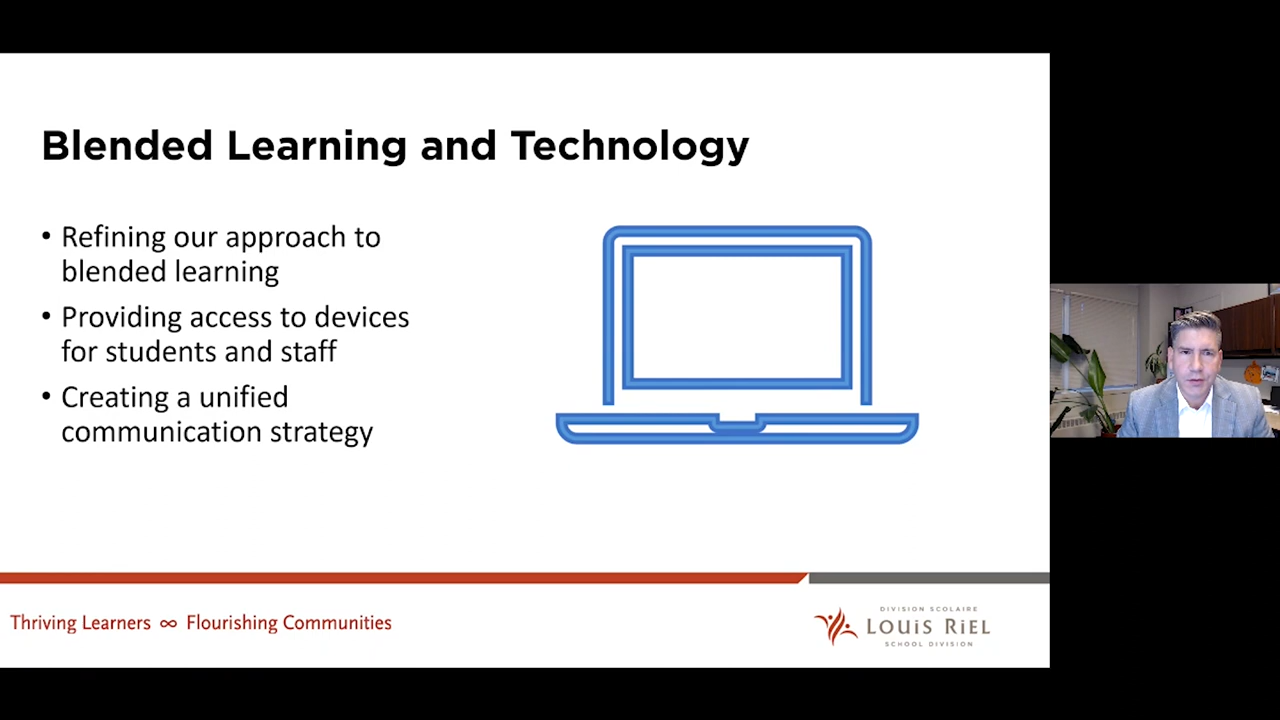 Blended Learning and Technology
• Refining our approach to
blended learning
• Providing access to devices
for students and staff
• Creating a unified
communication strategy
Thriving Learners ∞ Flourishing Communities
DIVISION SCOLAIRE
LOUIS RIEL
SCHOOL DIVISION